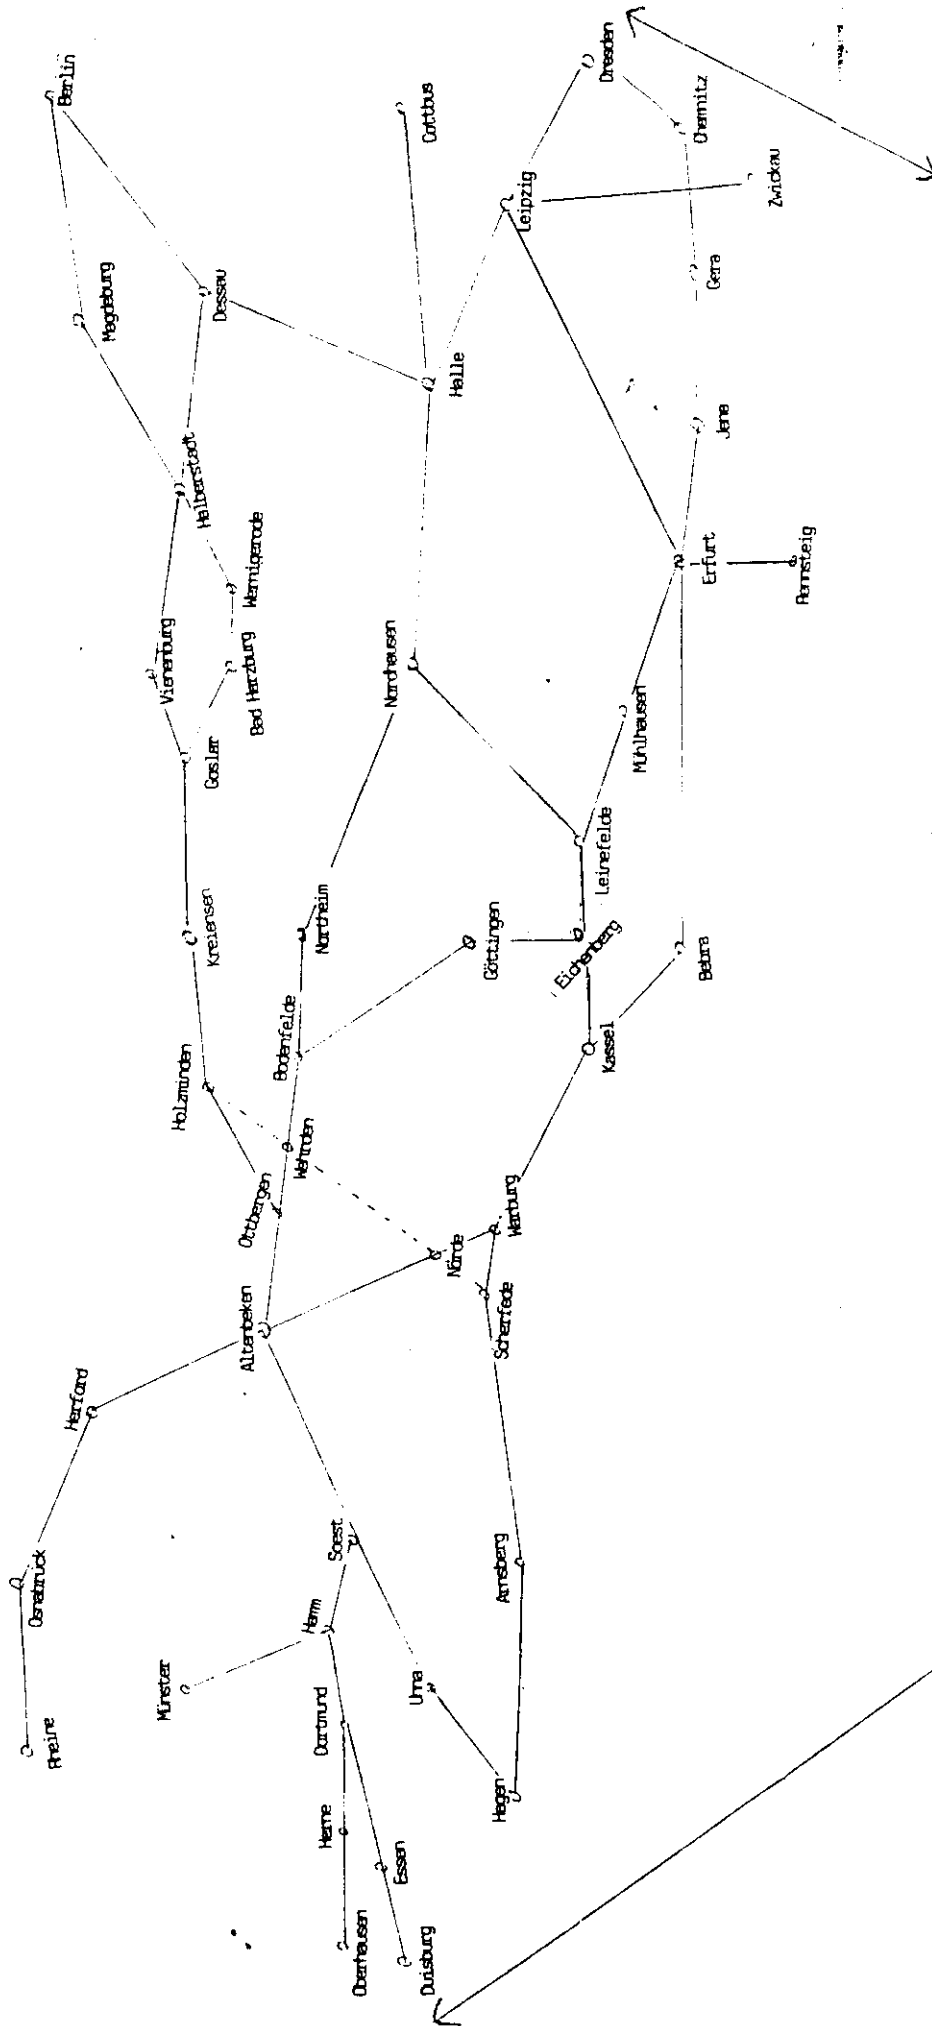 Rheine
Osnabrück
Herford
Münster
Hamm
Soest
Altenbeken
Ottbergen
Holzminden
Kreiensen
Goslar
Vienenburg
Bad Harzburg
Wernigerode
Halberstadt
Magdeburg
Berlin
Dessau
Oberhausen
Herne
Dortmund
Duisburg
Essen
Unna
Hagen
Arnsberg
Scherfede
Nörde
Warburg
Wehrden
Bodenfelde
Northeim
Nordhausen
Halle
Cottbus
Göttingen
Kassel
Eichenberg
Leinefelde
Mühlhausen
Leipzig
Dresden
Bebra
Erfurt
Jena
Gera
Chemnitz
Zwickau
Rennsteig